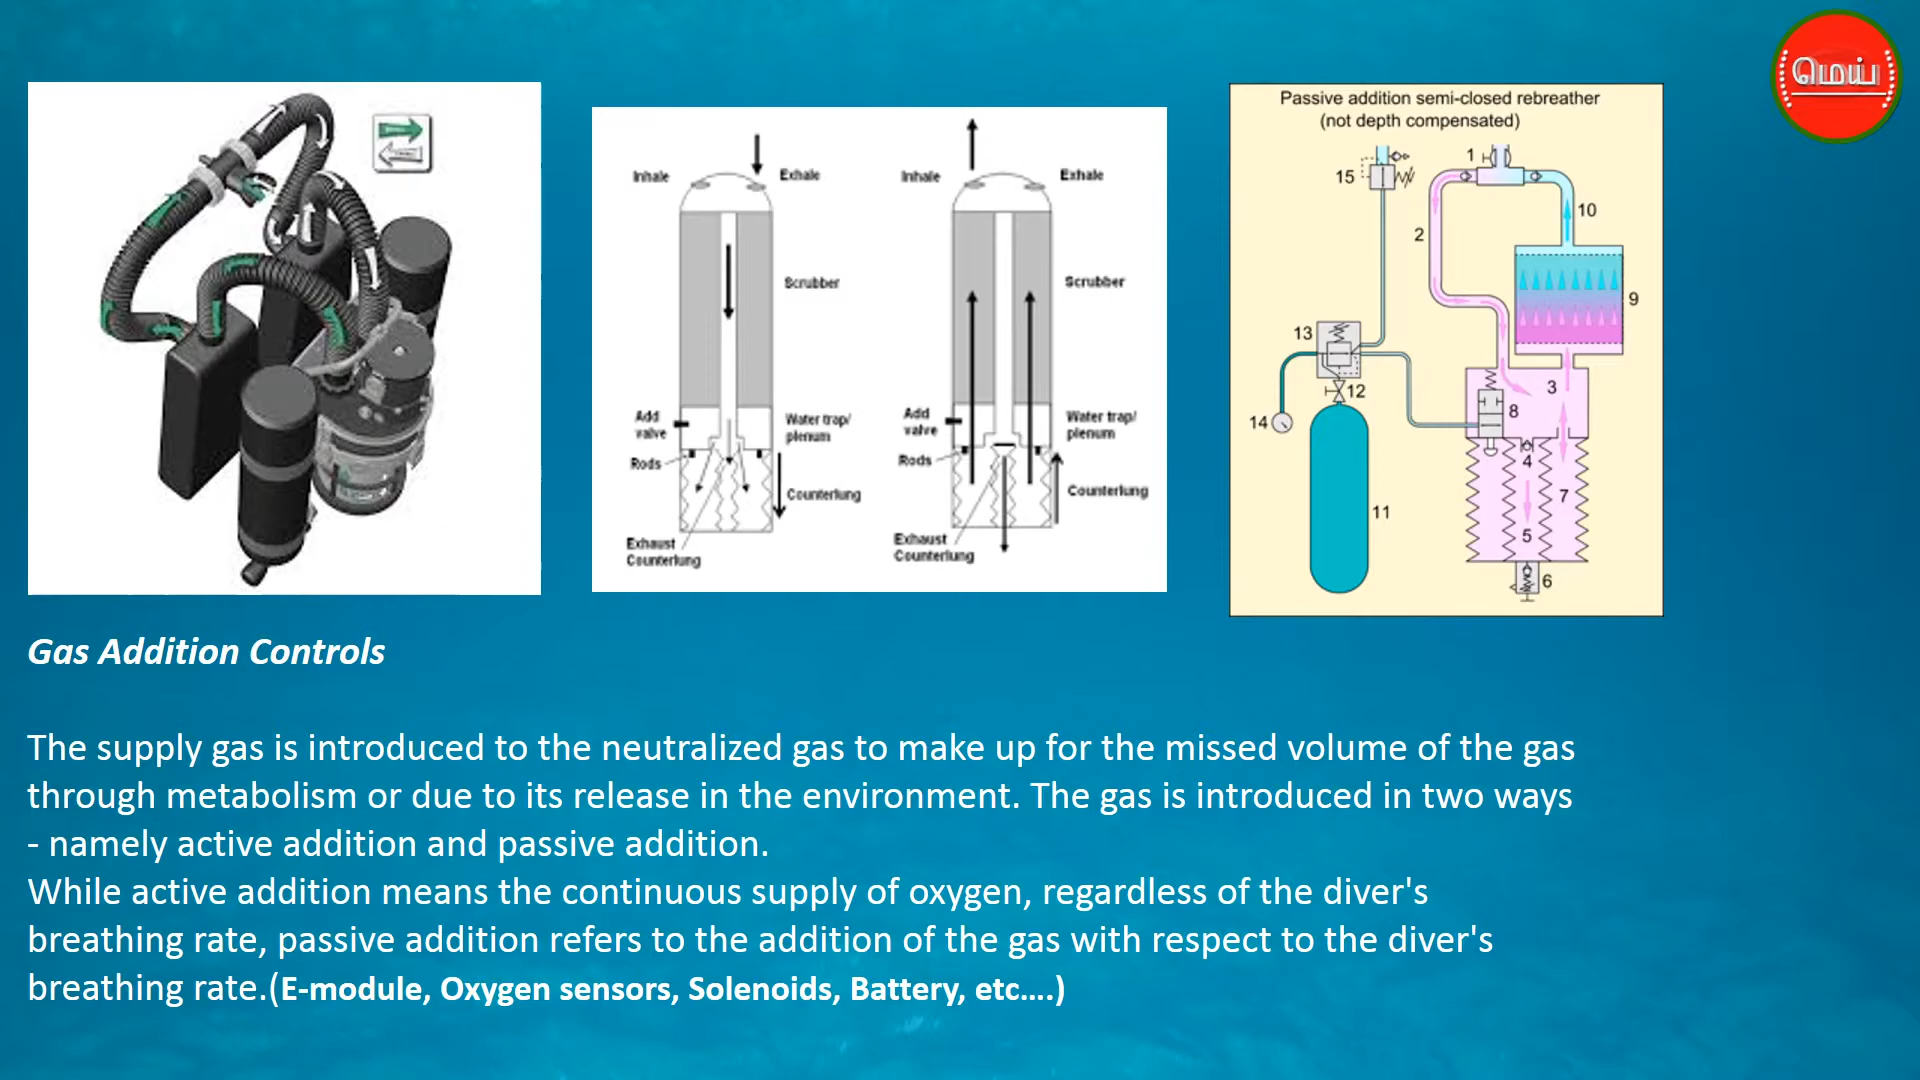 மெய்
Inhale
Exhale
Scrubber
Add
valve
Water trap/
plenum
Rods
Counterlung
Exhaust
Counterlung
Inhale
Exhale
Scrubber
Add
valve
Water trap/
plenum
Rods
Counterlung
Exhaust
Counterlung
Passive addition semi-closed rebreather
(not depth compensated)
1
15
10
2
9
13
3
12
8
14
4
7
11
5
6
Gas Addition Controls
The supply gas is introduced to the neutralized gas to make up for the missed volume of the gas
through metabolism or due to its release in the environment. The gas is introduced in two ways
- namely active addition and passive addition.
While active addition means the continuous supply of oxygen, regardless of the diver's
breathing rate, passive addition refers to the addition of the gas with respect to the diver's
breathing rate.(E-module, Oxygen sensors, Solenoids, Battery, etc....)